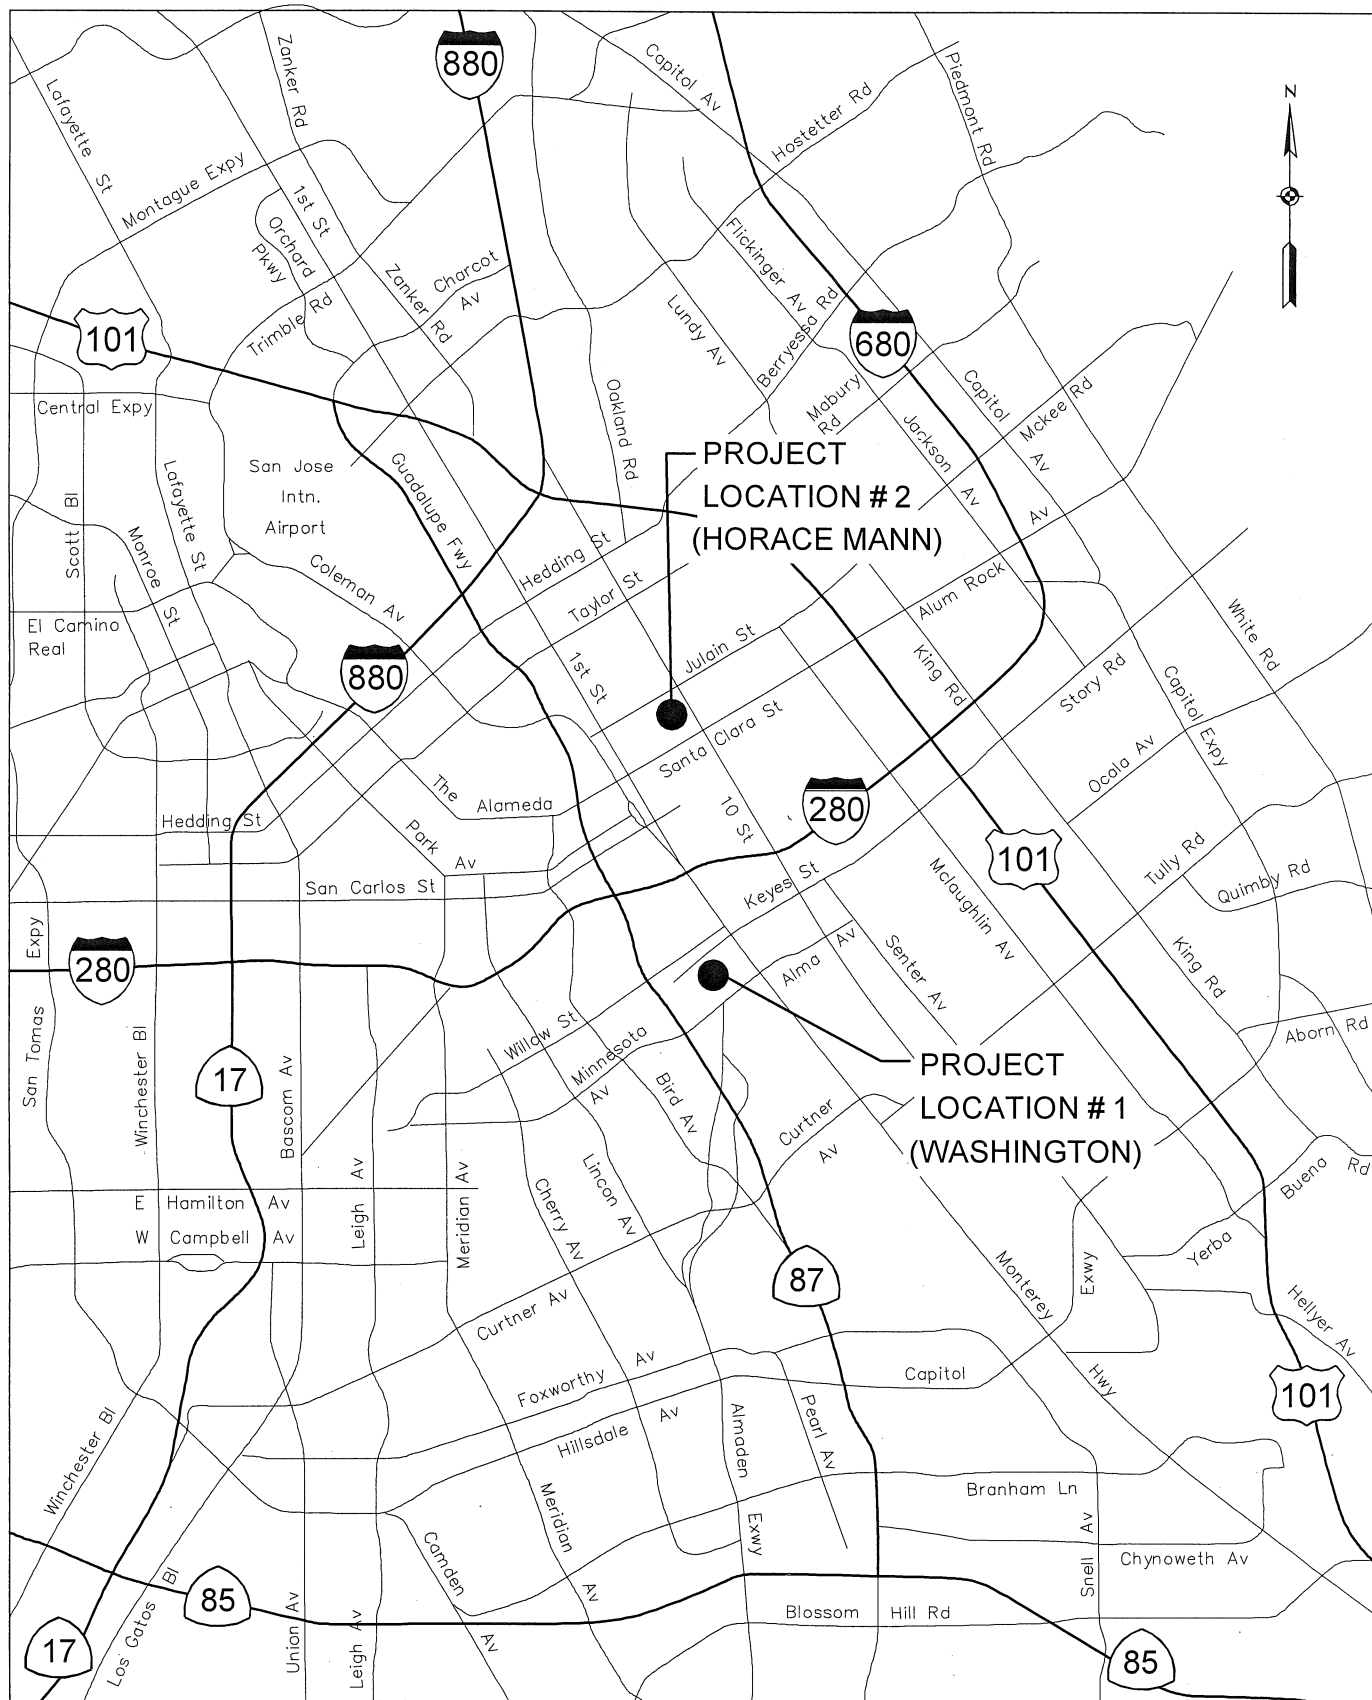 880
Capitol Av
Piedmont Rd
Zanker Rd
Lafayette St
Hostetter Rd
N
Montague Expy
1st St
Orchard
Pkwy
Flickinger Av
Charcot
Av
Zanker Rd
Trimble Rd
Lundy Av
Berryessa Rd
101
680
Central Expy
Oakland Rd
Mabury
Rd
Capitol
Av
Mckee Rd
Jackson
Av
PROJECT
LOCATION # 2
(HORACE MANN)
San Jose
Intn.
Airport
Guadalupe Fwy
Lafayette St
Scott Bl
Monroe
St
Av
Hedding St
Taylor St
Coleman Av
Alum Rock
El Camino
Real
White Rd
Julain St
King Rd
Story Rd
880
1st St
Capitol Expy
Santa Clara St
Ocala Av
The
Alameda
10 St
280
Hedding St
Park
Av
101
Tully Rd
Quimby Rd
San Carlos St
Keyes St
Mclaughlin Av
Expy
280
Alma
Av
Senter Av
King Rd
Willow St
Minnesota
Av
San Tomas
Winchester Bl
Aborn Rd
17
Bascom Av
Bird Av
PROJECT
LOCATION # 1
(WASHINGTON)
Curtner
Av
Leigh Av
Meridian Av
Cherry Av
Lincon Av
Buena
Rd
E Hamilton Av
W Campbell Av
Yerba
87
Monterey
Exwy
Hellyer Av
Curtner Av
Foxworthy
Av
Capitol
Hwy
101
Hillsdale
Av
Almaden
Pearl Av
Winchester Bl
Branham Ln
Meridian
Av
Exwy
Snell Av
Chynoweth Av
Camden
Av
85
Los Gatos Bl
Union Av
Leigh Av
Blossom Hill Rd
17
85